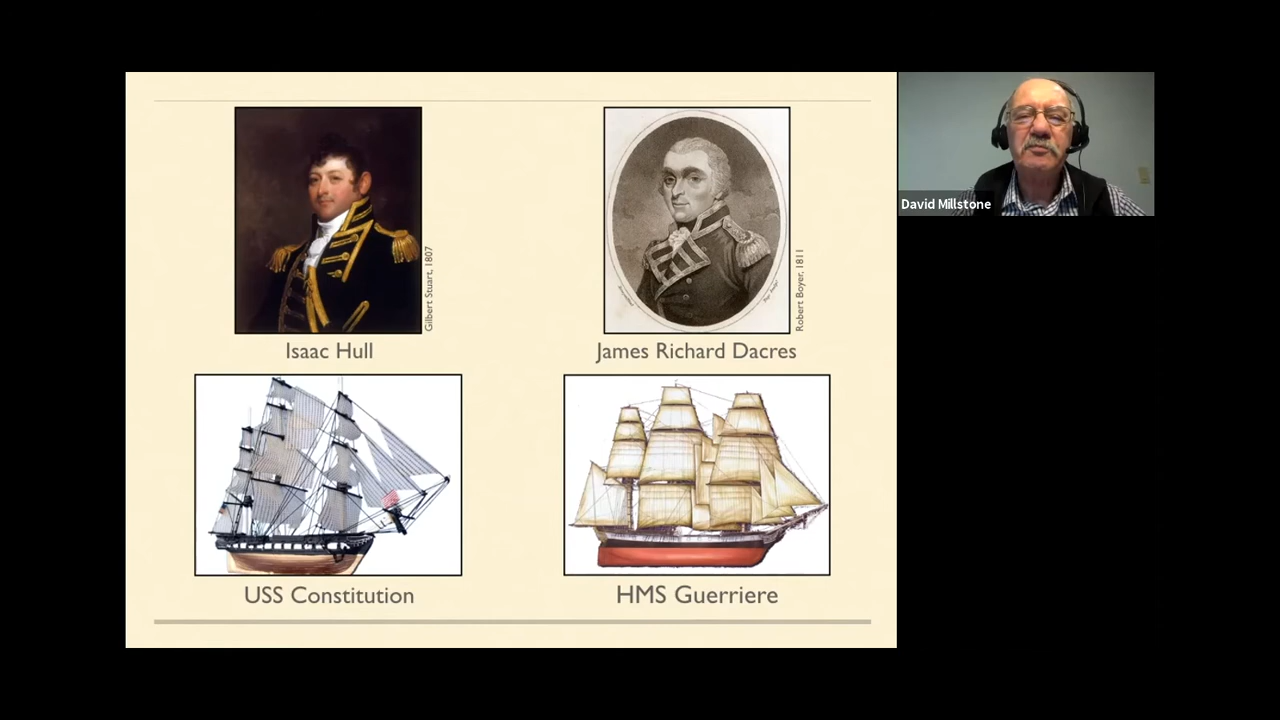 Gilbert Stuart, 1807
Robert Boyer, 1811
Isaac Hull
James Richard Dacres
USS Constitution
HMS Guerriere
David Millstone